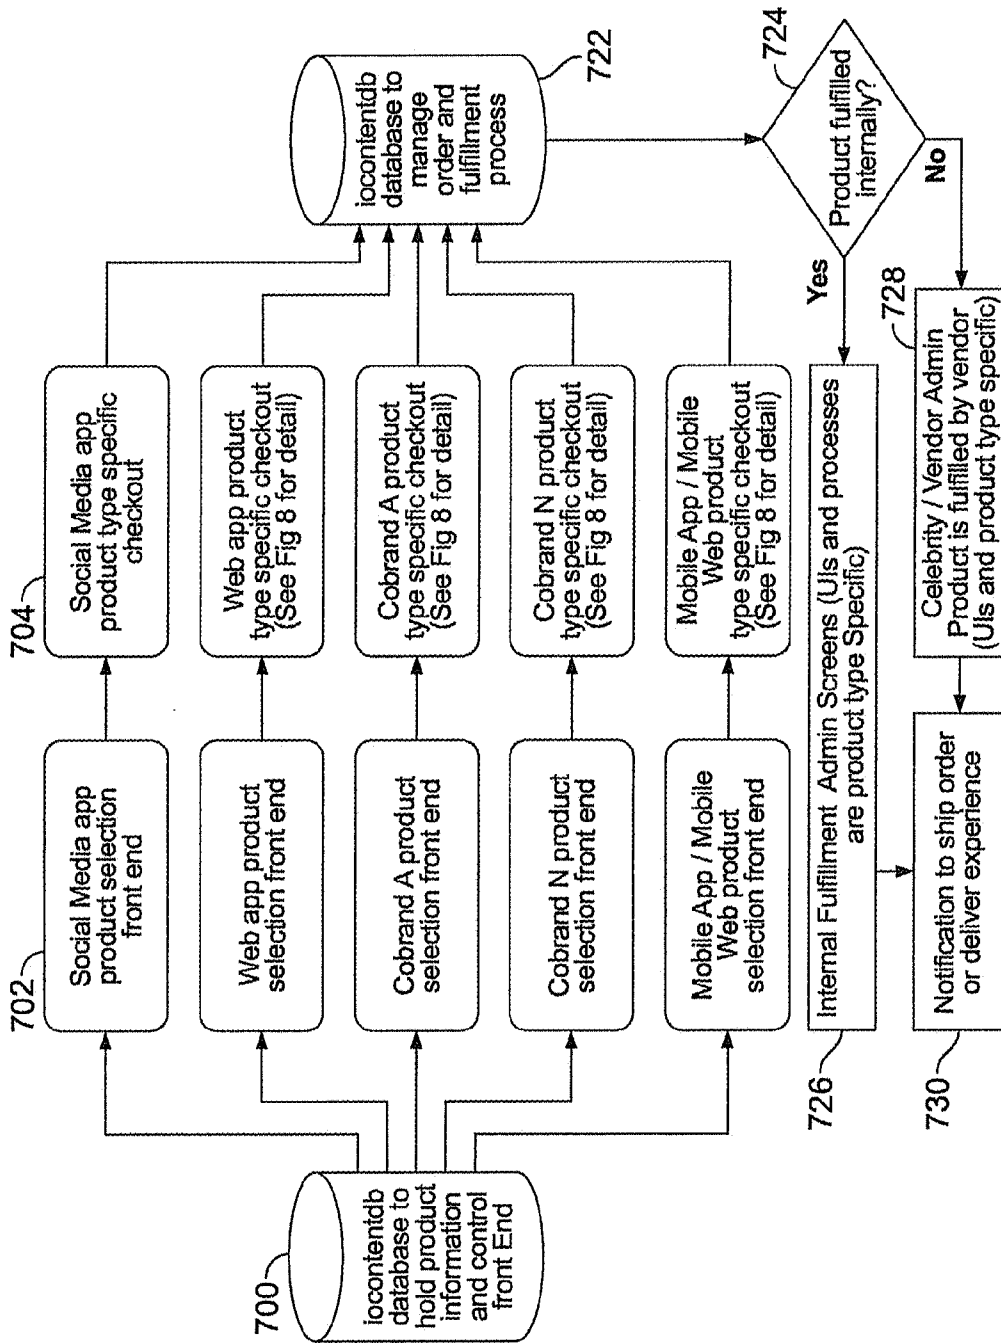 700
iocontentdb
database to
hold product
information
and control
front End
702
Social Media app
product selection
front end
704
Social Media app
product type specific
checkout
Web app product
selection front end
Web app product
type specific checkout
(See Fig 8 for detail)
Cobrand A product
selection front end
Cobrand A product
type specific checkout
(See Fig 8 for detail)
Cobrand N product
selection front end
Cobrand N product
type specific checkout
(See Fig 8 for detail)
Mobile App / Mobile
Web product
selection front end
Mobile App / Mobile
Web product
type specific checkout
(See Fig 8 for detail)
iocontentdb
database to
manage
order and
fulfillment
process
722
724
Product fulfilled
internally?
Yes
No
726
Internal Fulfillment Admin Screens (UIs and processes
are product type Specific)
728
Celebrity / Vendor Admin
Product is fulfilled by vendor
(UIs and product type specific)
730
Notification to ship order
or deliver experience